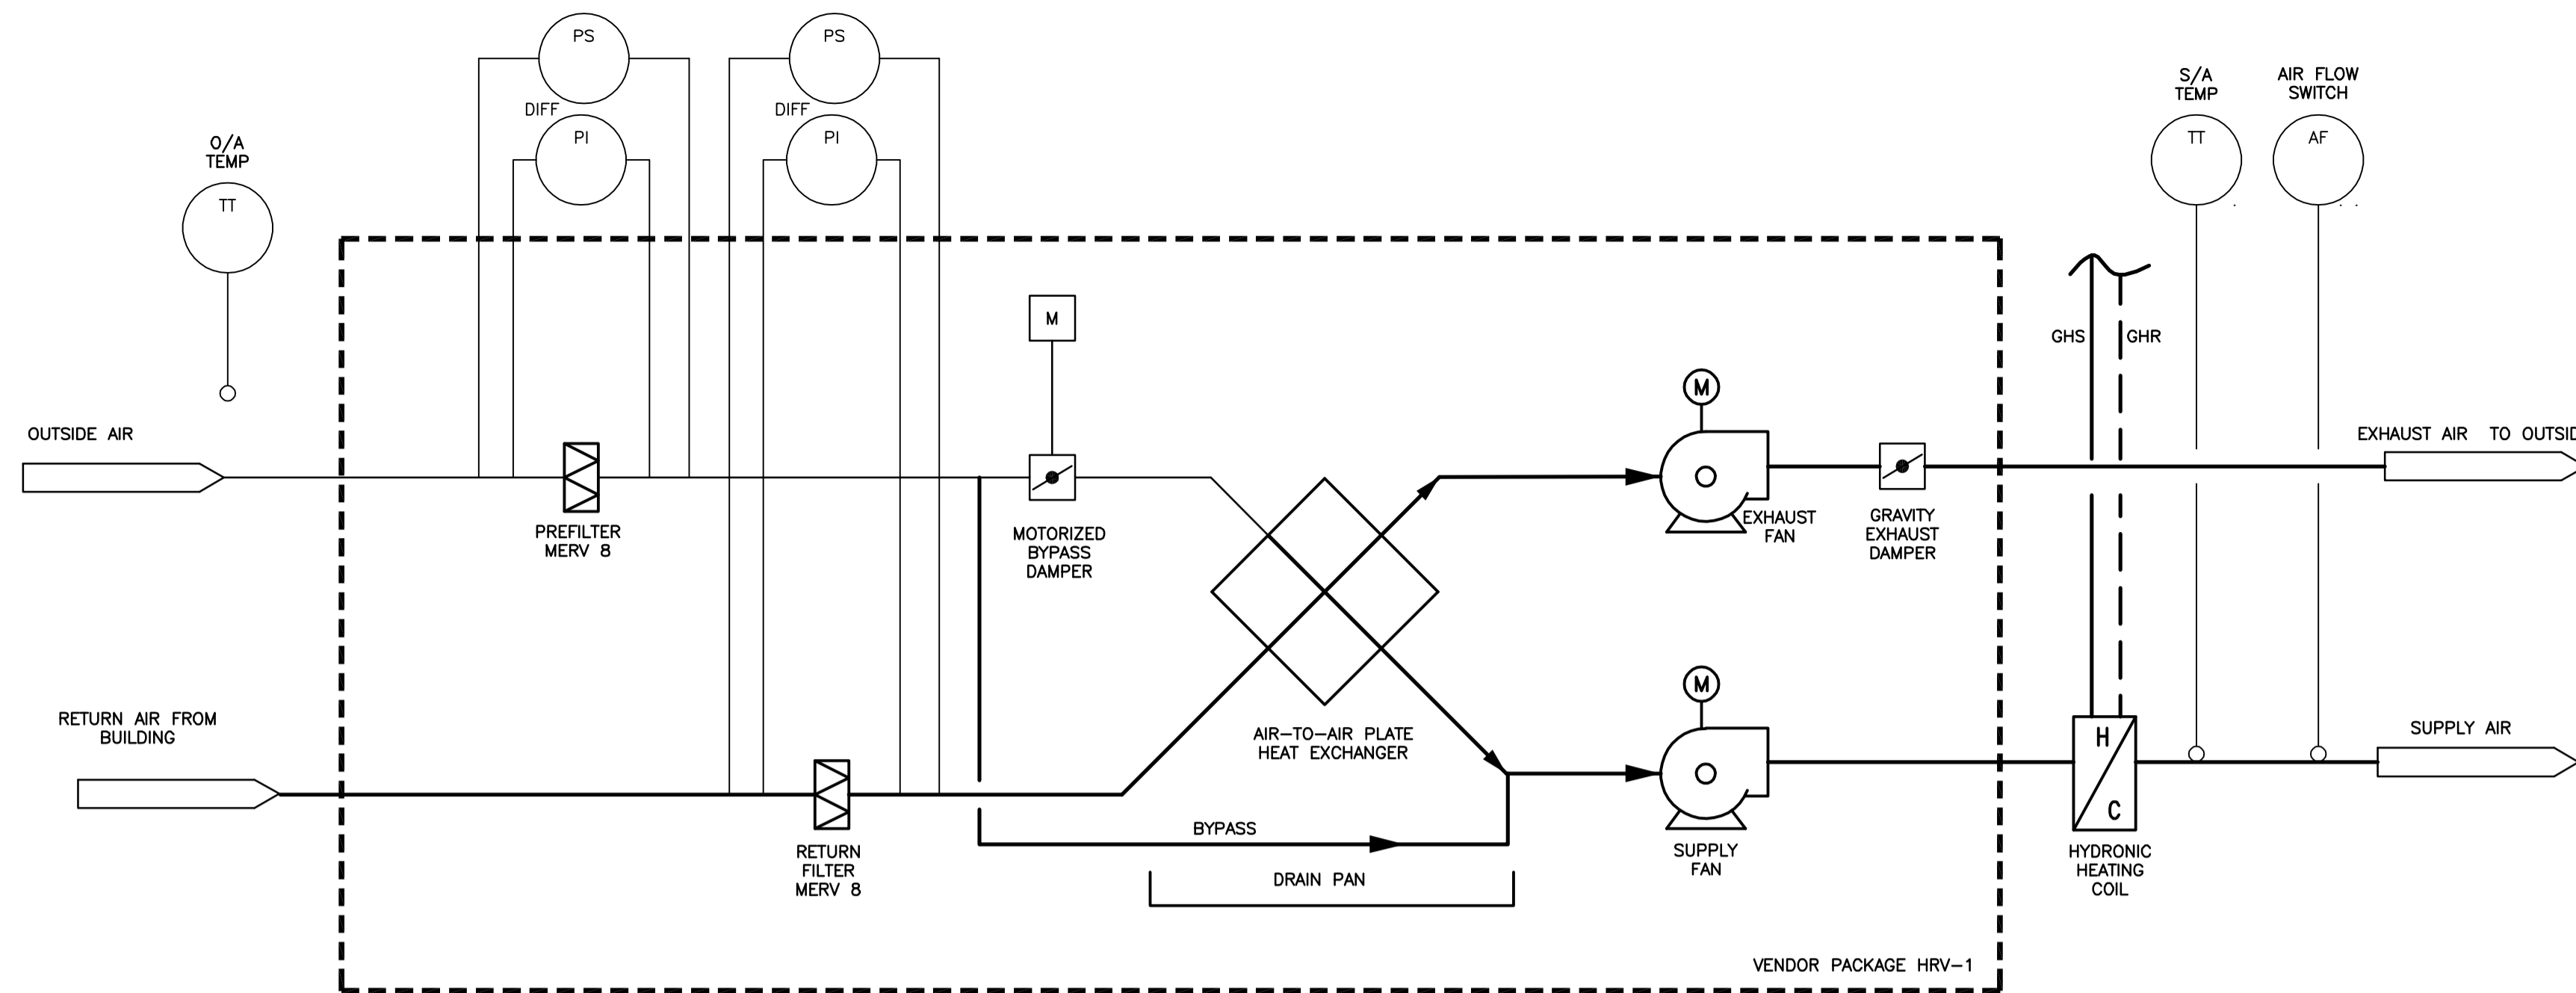 PS
PS
DIFF
DIFF
PI
PI
O/A
TEMP
TT
S/A
TEMP
TT
AIR FLOW
SWITCH
AF
M
GHS
GHR
M
OUTSIDE AIR
EXHAUST AIR TO OUTSID
PREFILTER
MERV 8
MOTORIZED
BYPASS
DAMPER
EXHAUST
FAN
GRAVITY
EXHAUST
DAMPER
M
RETURN AIR FROM
BUILDING
AIR-TO-AIR PLATE
HEAT EXCHANGER
H
C
SUPPLY AIR
BYPASS
RETURN
FILTER
MERV 8
SUPPLY
FAN
HYDRONIC
HEATING
COIL
DRAIN PAN
VENDOR PACKAGE HRV-1